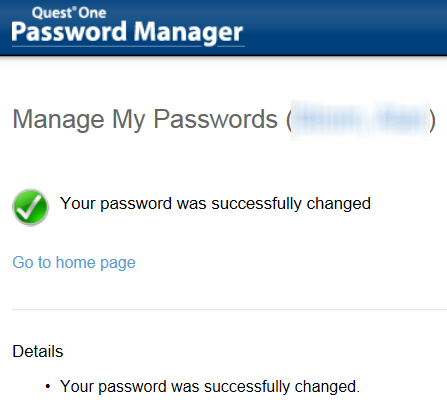 Quest® One
Password Manager
Manage My Passwords ( )
Your password was successfully changed
Go to home page
Details
• Your password was successfully changed.